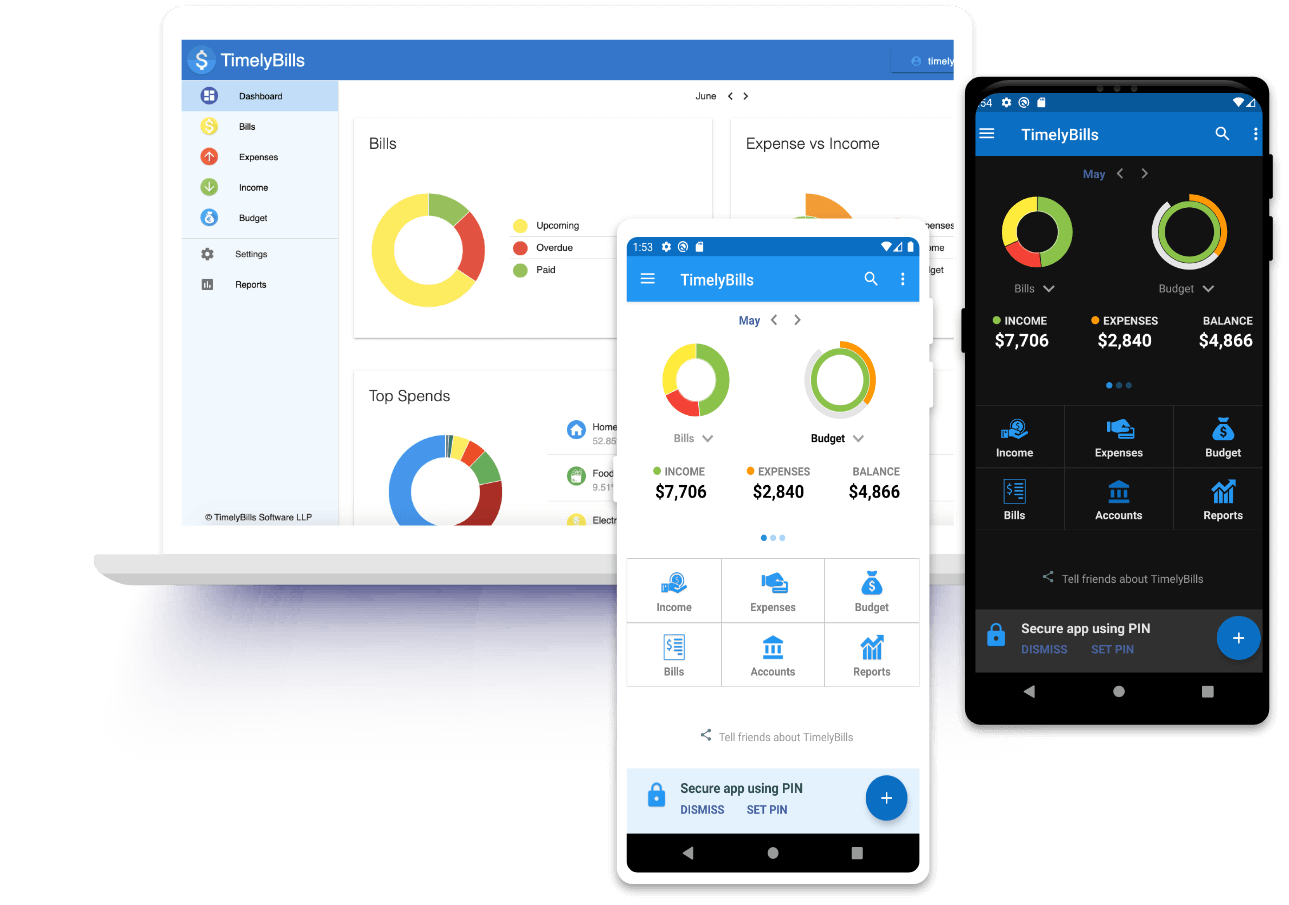 TimelyBills
timely
Dashboard
Bills
Expenses
Income
Budget
Settings
Reports
© TimelyBills Software LLP
June
Bills
Upcoming
Overdue
Paid
Expense vs Income
Top Spends
Home
52.85
Food
9.51
1:53
TimelyBills
May
Bills
Budget
INCOME
EXPENSES
BALANCE
$7,706
$2,840
$4,866
Income
Expenses
Budget
Bills
Accounts
Reports
Tell friends about TimelyBills
Secure app using PIN
DISMISS
SET PIN
:54
TimelyBills
May
Bills
Budget
INCOME
EXPENSES
BALANCE
$7,706
$2,840
$4,866
Income
Expenses
Budget
Bills
Accounts
Reports
Tell friends about TimelyBills
Secure app using PIN
DISMISS
SET PIN